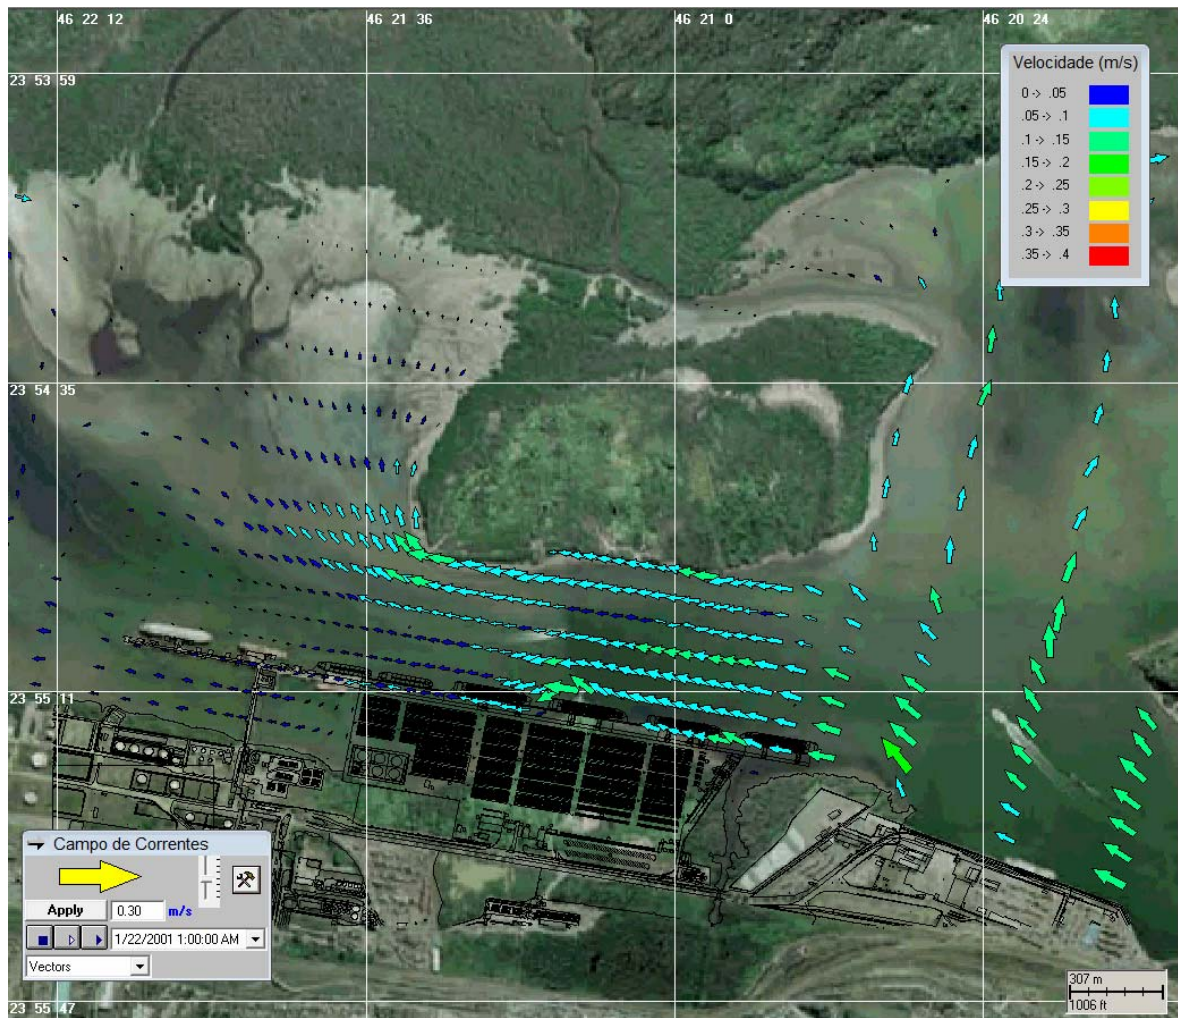 46 22 12
46 21 36
46 21 0
46 20 24
23 53 59
23 54 35
23 55 11
23 55 47
Velocidade (m/s)
0 -> .05
.05 -> .1
.1 -> .15
.15 -> .2
.2 -> .25
.25 -> .3
.3 -> .35
.35 -> .4
Campo de Correntes
Apply 0.30 m/s
1/22/2001 1:00:00 AM
Vectors
307 m
1006 ft